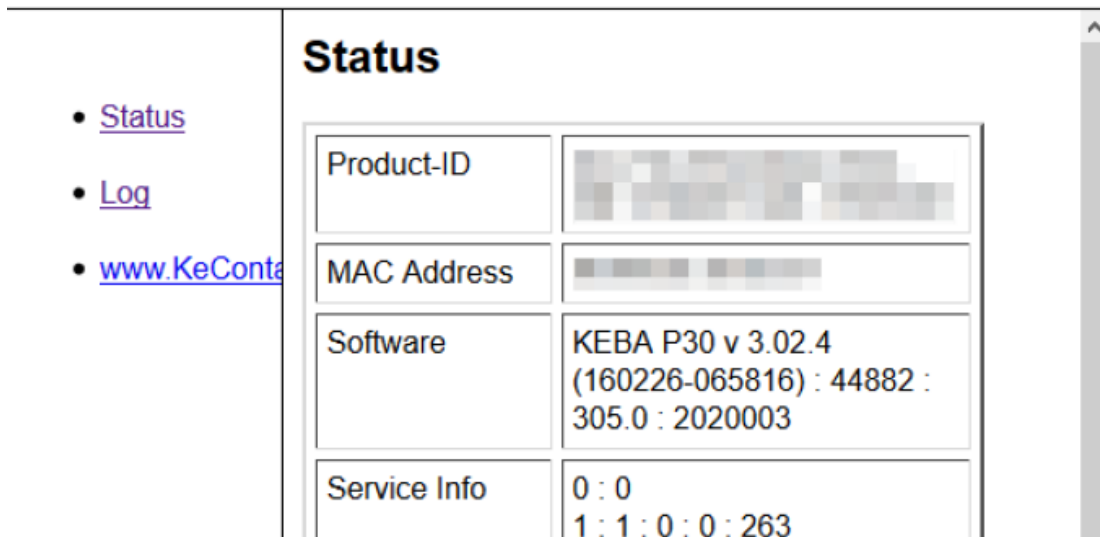 Status
Log
www.KeConta
Status
Product-ID
MAC Address
Software
KEBA P30 v 3.02.4
(160226-065816) : 44882 :
305.0 : 2020003
Service Info
0 : 0
1 : 1 : 0 : 0 : 263